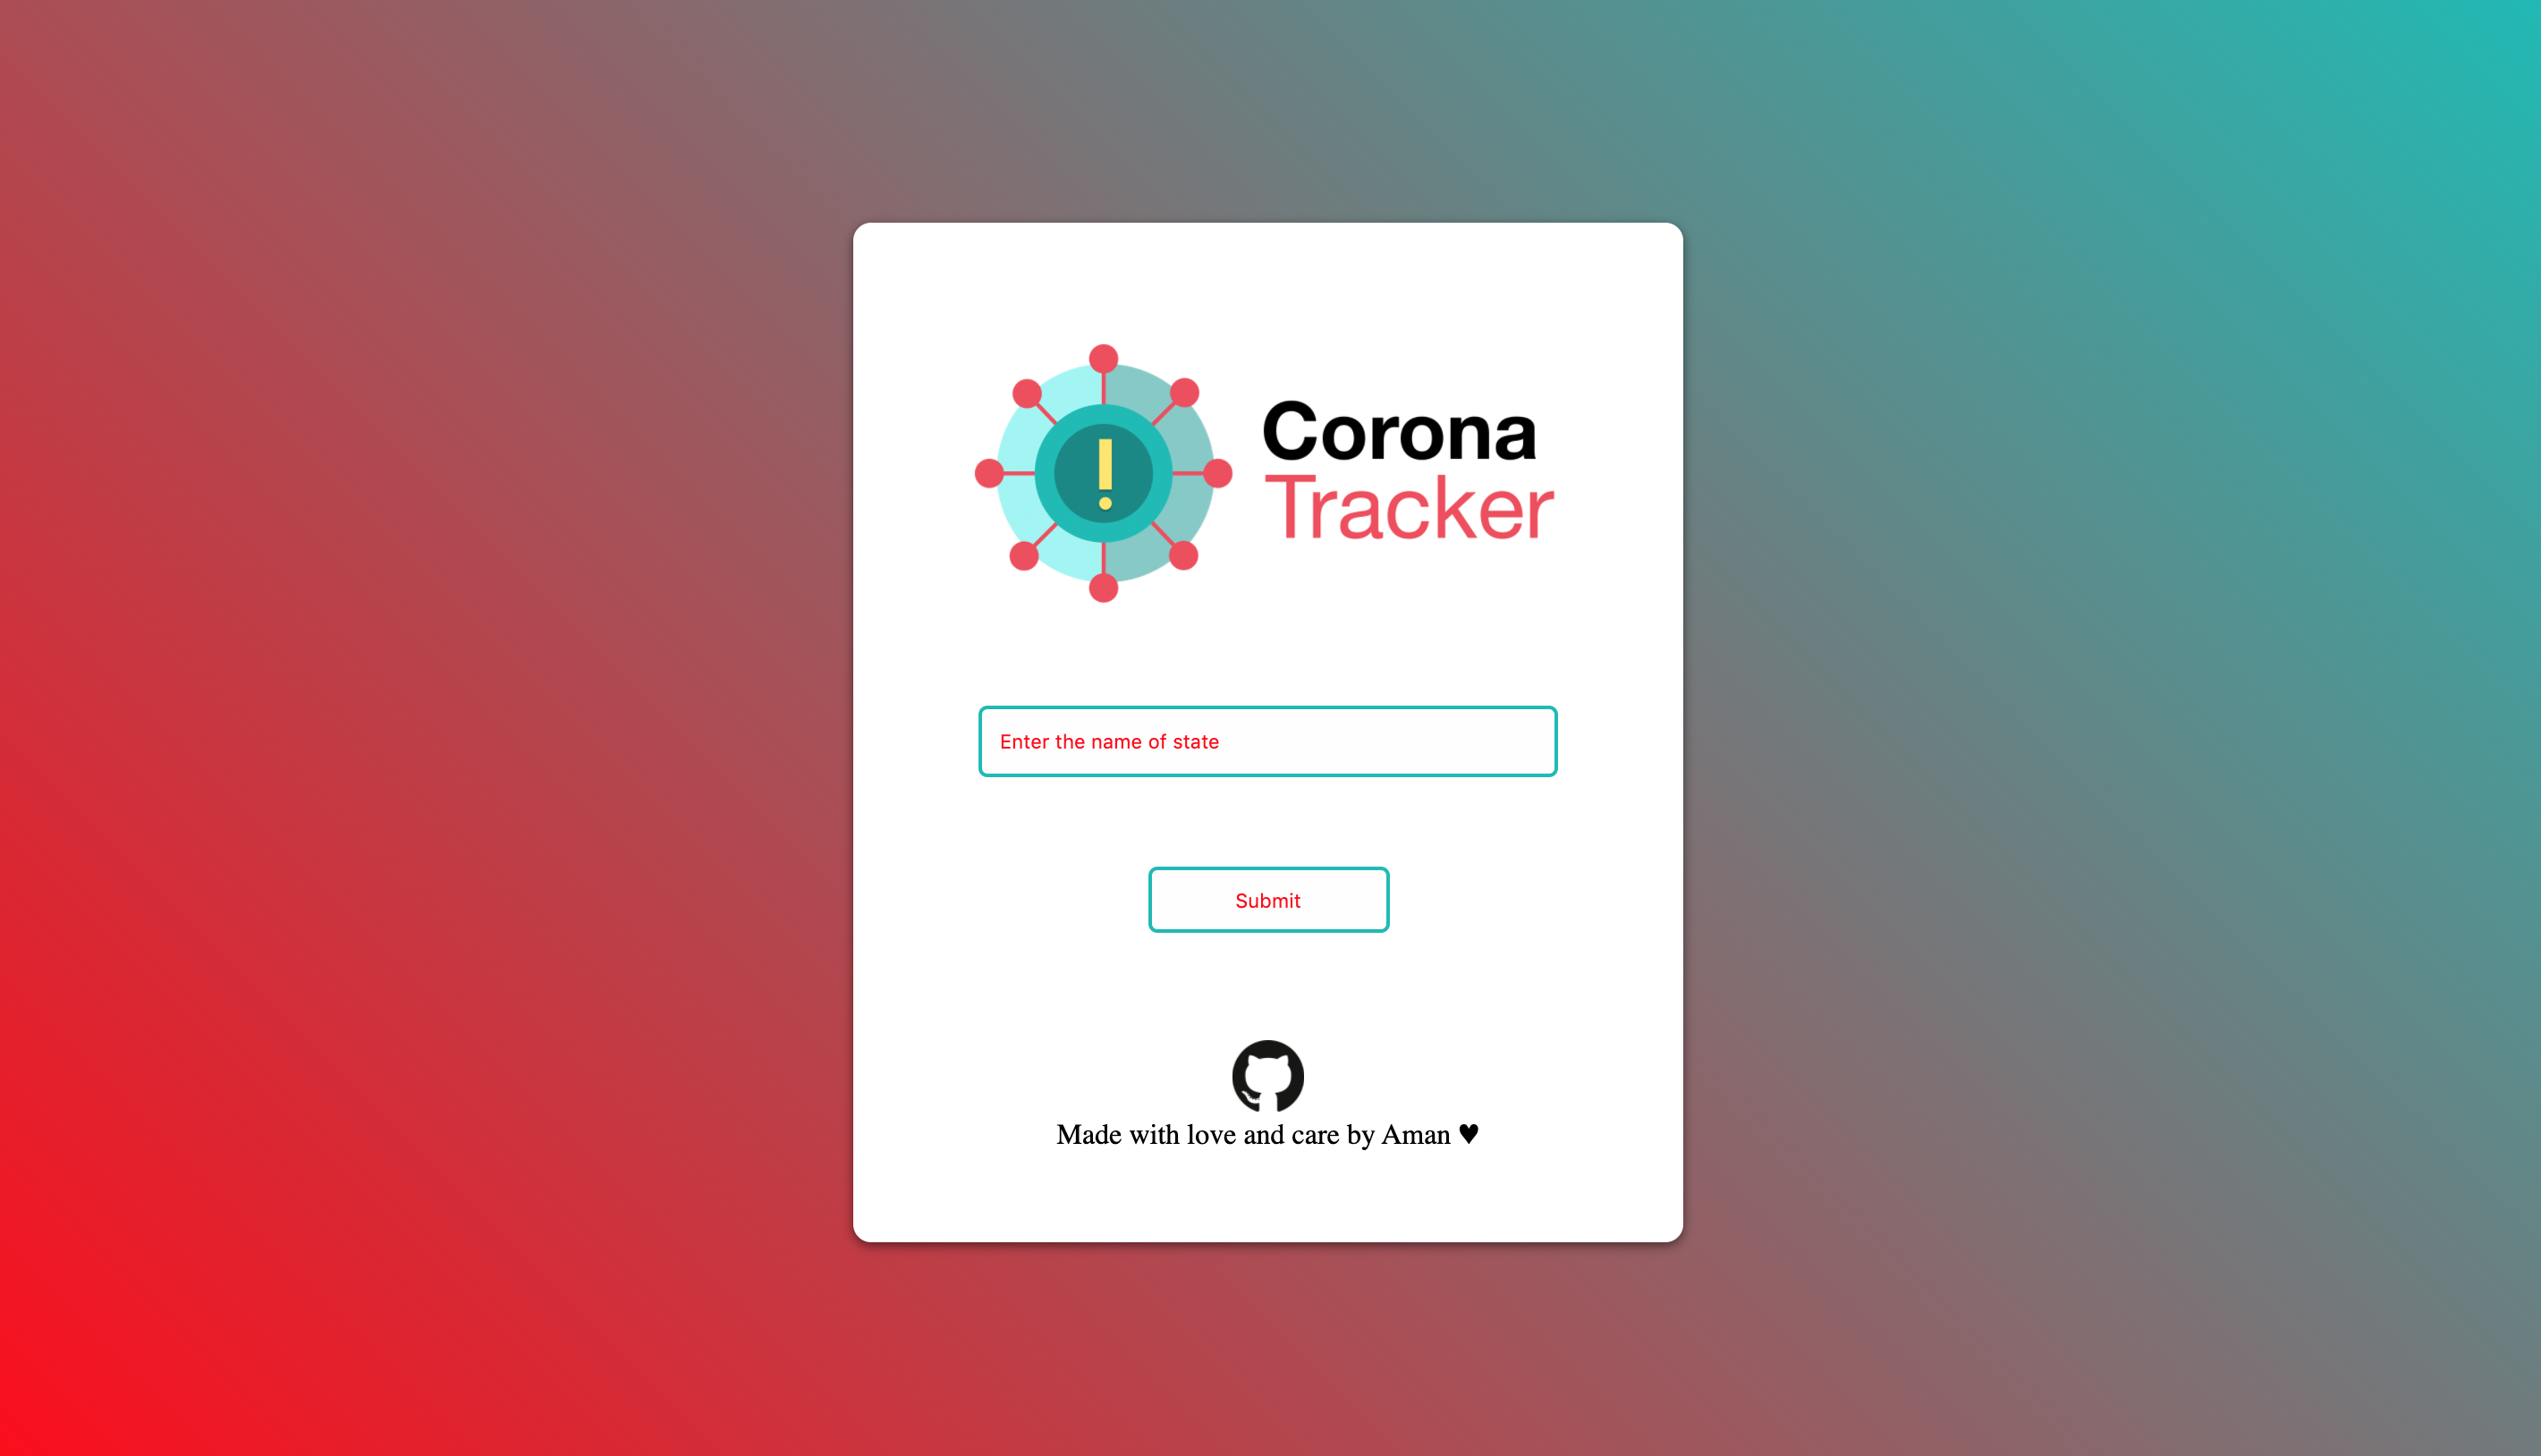 !
Corona
Tracker
Enter the name of state
Submit
Made with love and care by Aman ♥